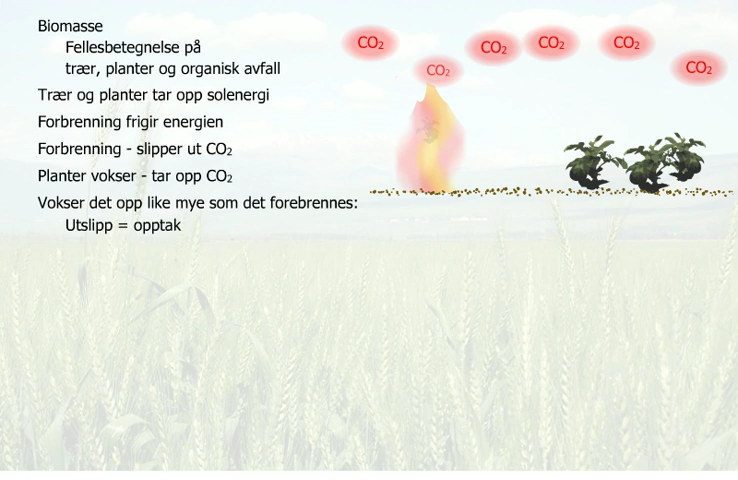 Biomasse
Fellesbetegnelse på
trær, planter og organisk avfall
Trær og planter tar opp solenergi
Forbrenning frigir energien
Forbrenning - slipper ut CO₂
Planter vokser - tar opp CO₂
Vokser det opp like mye som det forebrennes:
Utslipp = opptak
CO₂
CO₂
CO₂
CO₂
CO₂
CO₂